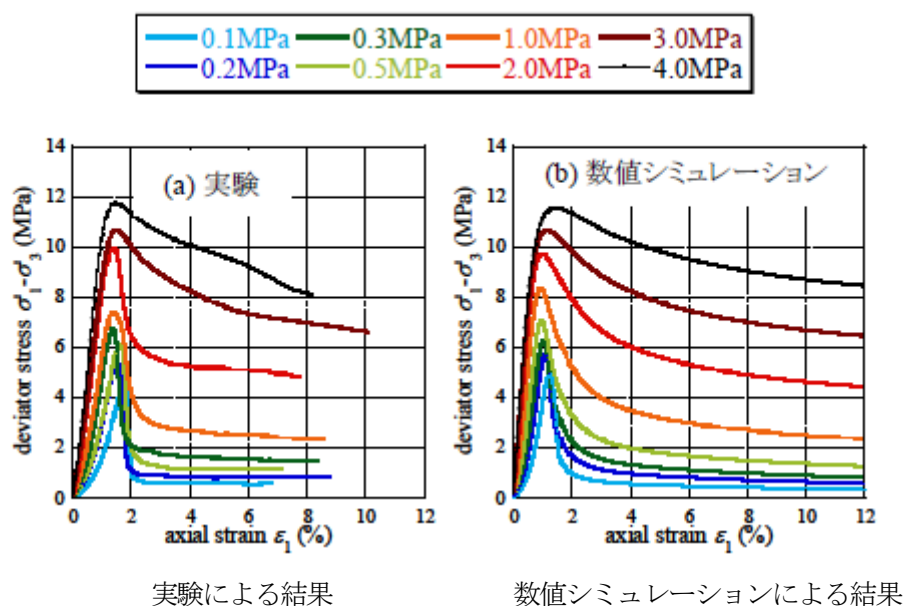 0.1MPa 0.3MPa 1.0MPa 3.0MPa
0.2MPa 0.5MPa 2.0MPa 4.0MPa
(a) 実験
deviator stress σ'1-σ'3 (MPa)
14
12
10
8
6
4
2
0
0 2 4 6 8 10 12
axial strain ε1 (%)
(b) 数値シミュレーション
deviator stress σ'1-σ'3 (MPa)
14
12
10
8
6
4
2
0
0 2 4 6 8 10 12
axial strain ε1 (%)
実験による結果
数値シミュレーションによる結果